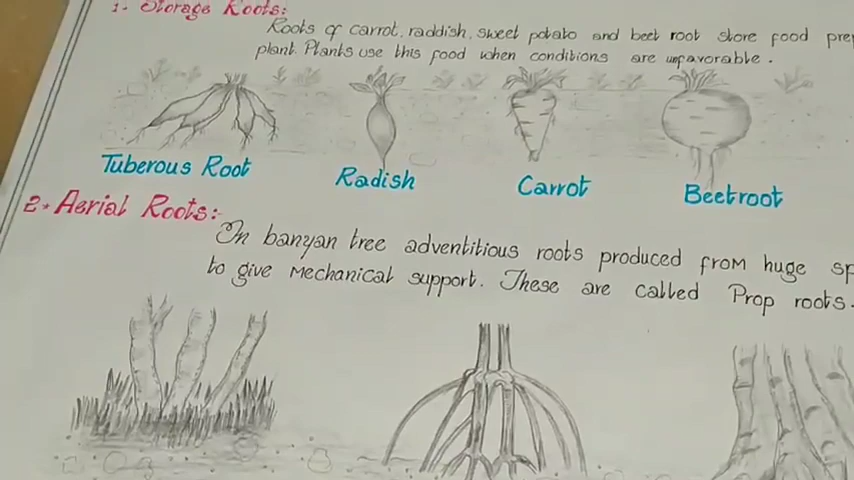 1- Storage Roots:
Roots of carrot, raddish, sweet potato and beet root store food
plant. Plants use this food when conditions are unfavorable.
Tuberous Root
Radish
Carrot
Beetroot
2* Aerial Roots:-
In banyan tree adventitious roots produced from huge
to give Mechanical support. These are called Prop roots.